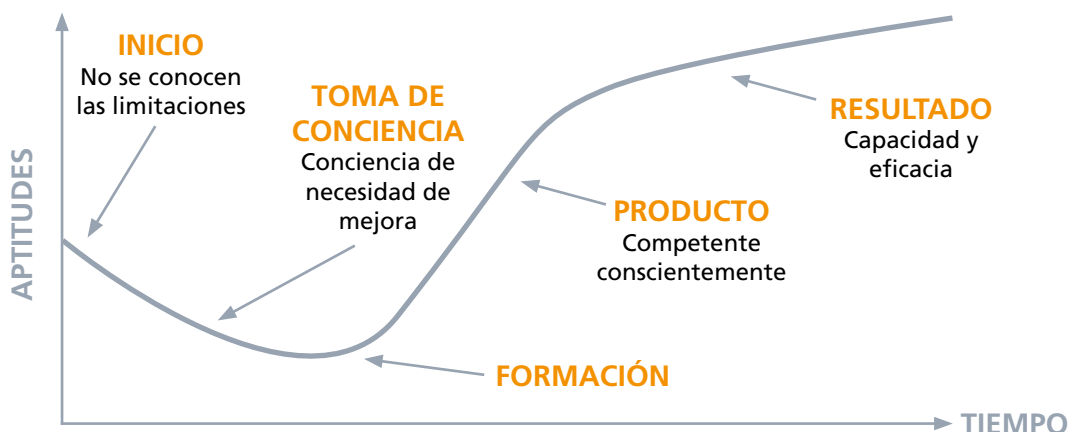 INICIO
No se conocen
las limitaciones
TOMA DE
CONCIENCIA
Conciencia de
necesidad de
mejora
RESULTADO
Capacidad y
eficacia
PRODUCTO
Competente
conscientemente
FORMACIÓN
APTITUDES
TIEMPO